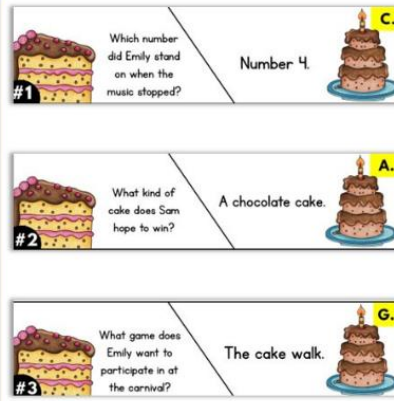 Which number
did Emily stand
on when the
music stopped?
Number 4.
C.
#1
What kind of
cake does Sam
hope to win?
A chocolate cake.
A.
#2
What game does
Emily want to
participate in at
the carnival?
The cake walk.
G.
#3